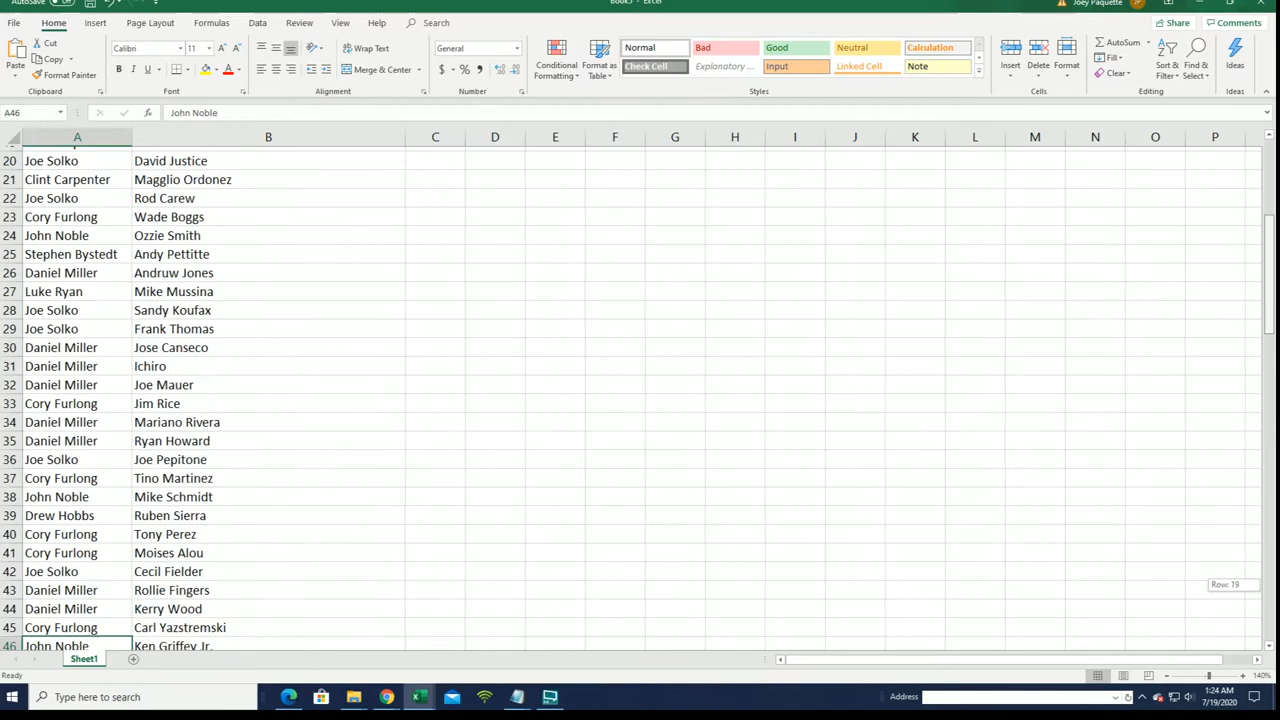 AutoSave Book3 - Excel Joey Paquette JP
File Home Insert Page Layout Formulas Data Review View Help Search Share Comments
Paste Cut Copy Format Painter Clipboard
Calibri 11 B I U Font
Wrap Text Merge & Center Alignment
General $ % Number
Conditional Formatting Format as Table
Normal Bad Good Neutral Calculation
Check Cell Explanatory ... Input Linked Cell Note
Styles
Insert Delete Format Cells
AutoSum Fill Clear Sort & Filter Find & Select Editing
Ideas Ideas
A46 fx John Noble
A B C D E F G H I J K L M N O P
20 Joe Solko David Justice
21 Clint Carpenter Magglio Ordonez
22 Joe Solko Rod Carew
23 Cory Furlong Wade Boggs
24 John Noble Ozzie Smith
25 Stephen Bystedt Andy Pettitte
26 Daniel Miller Andruw Jones
27 Luke Ryan Mike Mussina
28 Joe Solko Sandy Koufax
29 Joe Solko Frank Thomas
30 Daniel Miller Jose Canseco
31 Daniel Miller Ichiro
32 Daniel Miller Joe Mauer
33 Cory Furlong Jim Rice
34 Daniel Miller Mariano Rivera
35 Daniel Miller Ryan Howard
36 Joe Solko Joe Pepitone
37 Cory Furlong Tino Martinez
38 John Noble Mike Schmidt
39 Drew Hobbs Ruben Sierra
40 Cory Furlong Tony Perez
41 Cory Furlong Moises Alou
42 Joe Solko Cecil Fielder
43 Daniel Miller Rollie Fingers
44 Daniel Miller Kerry Wood
45 Cory Furlong Carl Yazstremski
46 John Noble Ken Griffey Jr.
Row: 19
Sheet1
Ready 140%
Type here to search Address 1:24 AM
7/19/2020